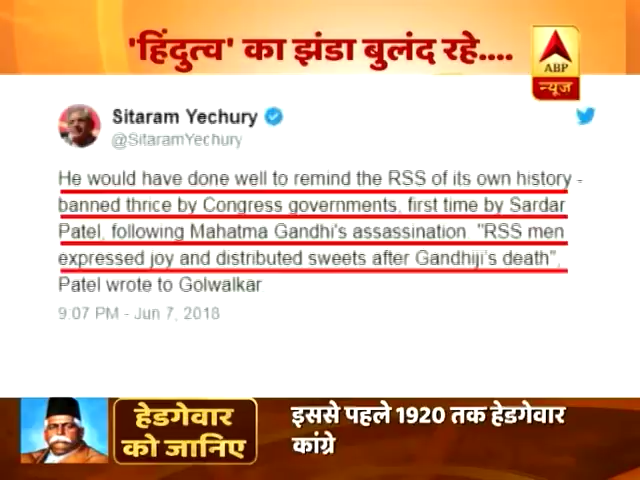 'हिंदुत्व' का झंडा बुलंद रहे....
ABP
न्यूज़
Sitaram Yechury
@SitaramYechury
He would have done well to remind the RSS of its own history -
banned thrice by Congress governments, first time by Sardar
Patel, following Mahatma Gandhi's assassination. "RSS men
expressed joy and distributed sweets after Gandhiji's death",
Patel wrote to Golwalkar
9:07 PM - Jun 7, 2018
हेडगेवार
को जानिए
इससे पहले 1920 तक हेडगेवार
कांग्रे